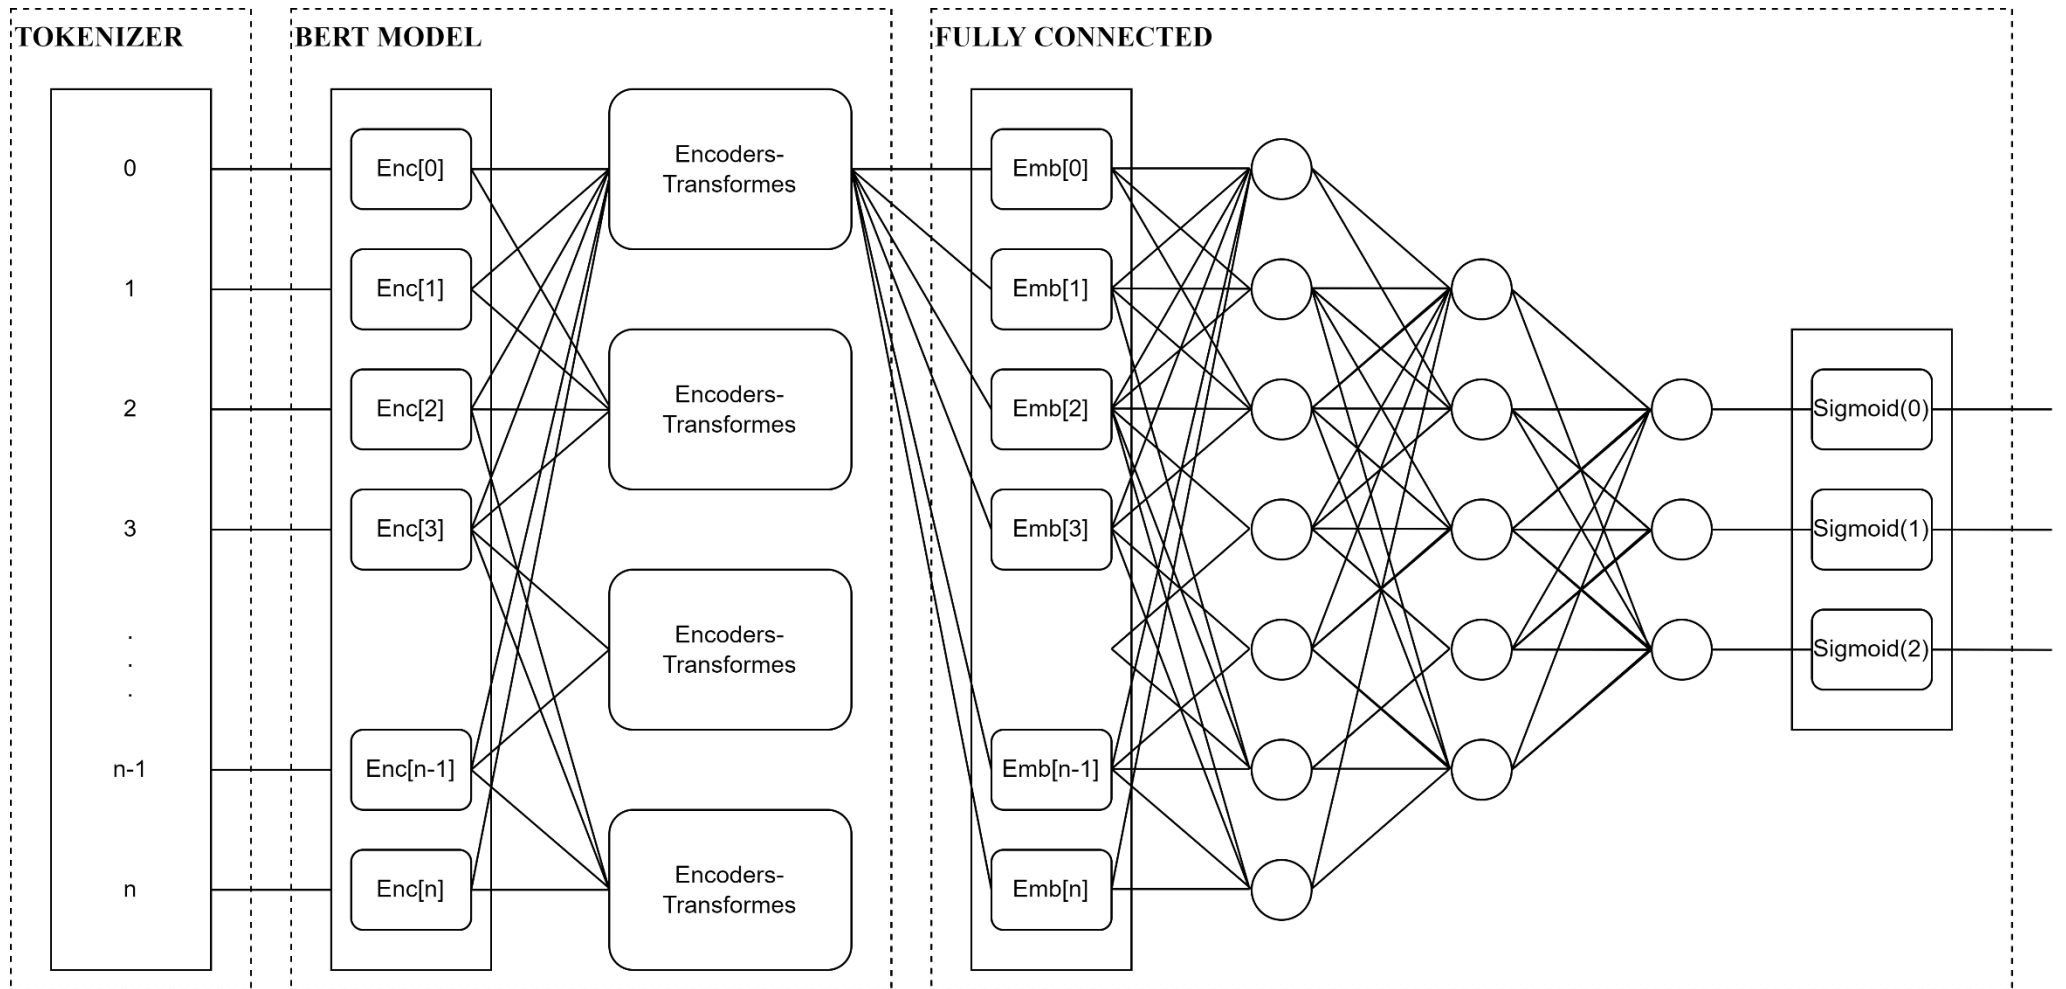 TOKENIZER
0
1
2
3
.
.
.
n-1
n
BERT MODEL
Enc[0]
Enc[1]
Enc[2]
Enc[3]
Enc[n-1]
Enc[n]
Encoders-
Transformes
Encoders-
Transformes
Encoders-
Transformes
Encoders-
Transformes
FULLY CONNECTED
Emb[0]
Emb[1]
Emb[2]
Emb[3]
Emb[n-1]
Emb[n]
Sigmoid(0)
Sigmoid(1)
Sigmoid(2)